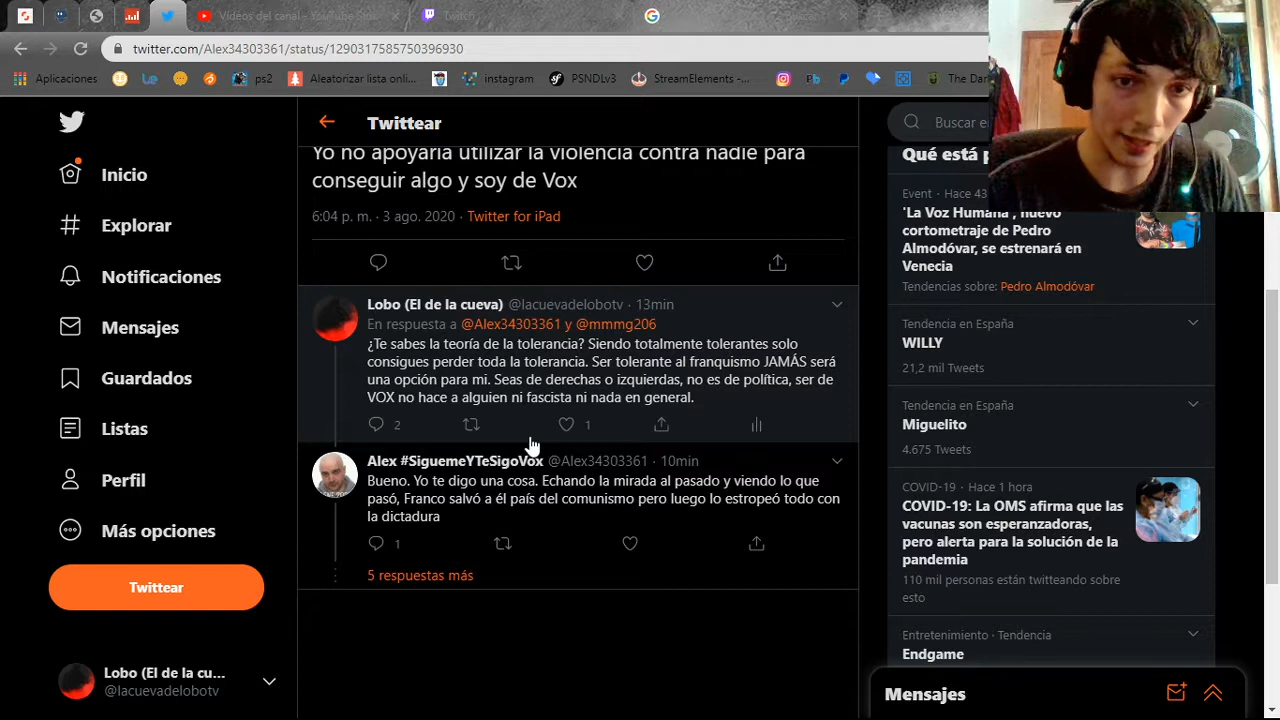 Vídeos del canal - YouTube Stu
Twitch
twitter.com/Alex34303361/status/1290317585750396930
Aplicaciones
ps2
Aleatorizar lista onli...
instagram
PSNDLv3
StreamElements -...
The Dar
Inicio
Explorar
Notificaciones
Mensajes
Guardados
Listas
Perfil
Más opciones
Twittear
Lobo (El de la cu...
@lacuevadelobotv
Twittear
Yo no apoyaría utilizar la violencia contra nadie para
conseguir algo y soy de Vox
6:04 p. m. · 3 ago. 2020 · Twitter for iPad
Lobo (El de la cueva) @lacuevadelobotv · 13min
En respuesta a @Alex34303361 y @mmmg206
¿Te sabes la teoría de la tolerancia? Siendo totalmente tolerantes solo
consigues perder toda la tolerancia. Ser tolerante al franquismo JAMÁS será
una opción para mi. Seas de derechas o izquierdas, no es de política, ser de
VOX no hace a alguien ni fascista ni nada en general.
2
1
Alex #SiguemeYTeSigoVox @Alex34303361 · 10min
Bueno. Yo te digo una cosa. Echando la mirada al pasado y viendo lo que
pasó, Franco salvó a él país del comunismo pero luego lo estropeó todo con
la dictadura
1
5 respuestas más
Buscar e
Qué está p
Event · Hace 43
'La Voz Humana', nuevo
cortometraje de Pedro
Almodóvar, se estrenará en
Venecia
Tendencias sobre: Pedro Almodóvar
Tendencia en España
WILLY
21,2 mil Tweets
Tendencia en España
Miguelito
4.675 Tweets
COVID-19 · Hace 1 hora
COVID-19: La OMS afirma que las
vacunas son esperanzadoras,
pero alerta para la solución de la
pandemia
110 mil personas están twitteando sobre
esto
Entretenimiento · Tendencia
Endgame
Mensajes